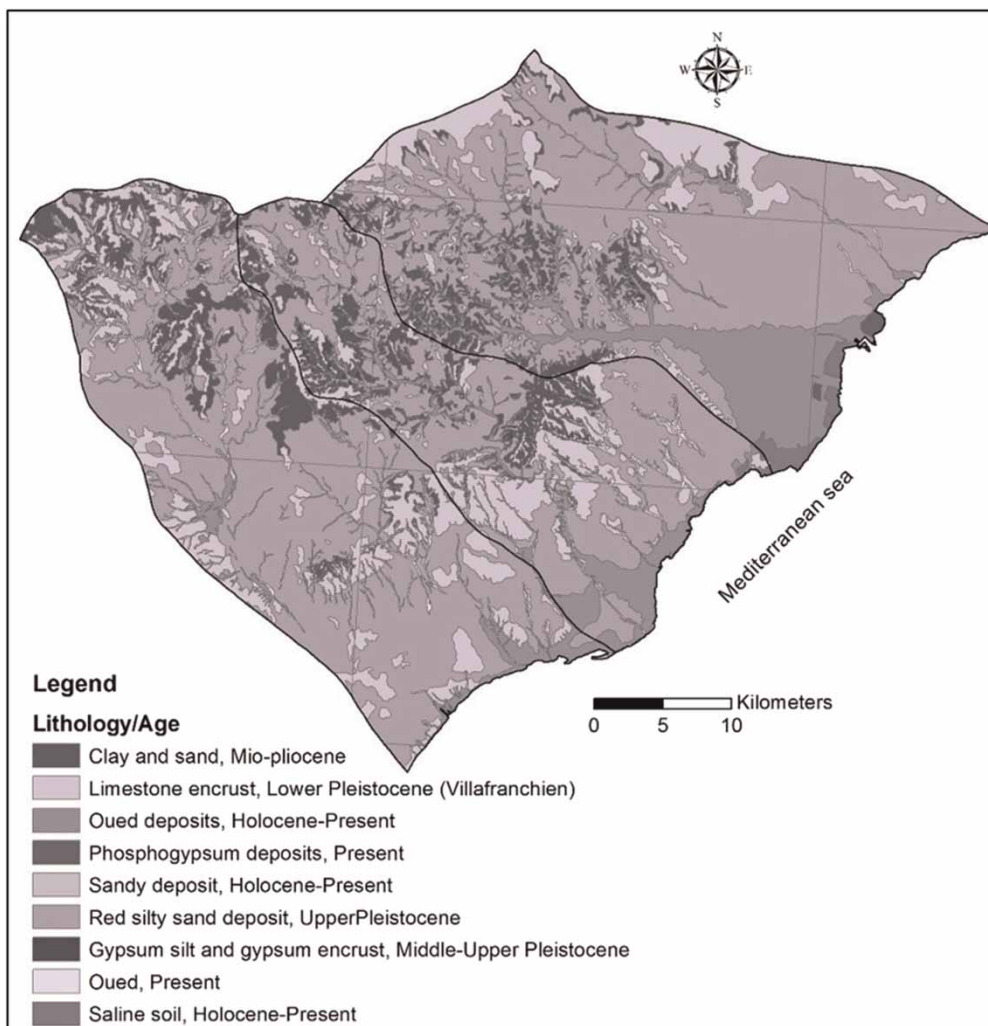 N
W E
S
Mediterranean sea
Legend
Kilometers
0 5 10
Lithology/Age
Clay and sand, Mio-pliocene
Limestone encrust, Lower Pleistocene (Villafranchien)
Oued deposits, Holocene-Present
Phosphogypsum deposits, Present
Sandy deposit, Holocene-Present
Red silty sand deposit, UpperPleistocene
Gypsum silt and gypsum encrust, Middle-Upper Pleistocene
Oued, Present
Saline soil, Holocene-Present